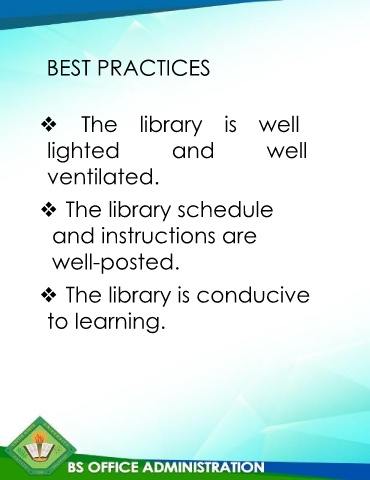 BEST PRACTICES
❖ The library is well
lighted and well
ventilated.
❖ The library schedule
and instructions are
well-posted.
❖ The library is conducive
to learning.
BS OFFICE ADMINISTRATION